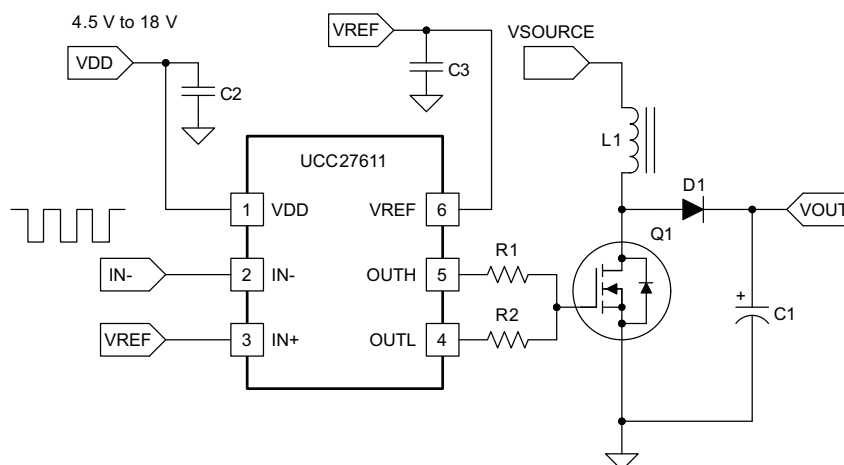 4.5 V to 18 V
VDD
C2
VREF
C3
VSOURCE
L1
UCC27611
1 VDD
VREF 6
D1
VOUT
Q1
IN-
2 IN-
OUTH 5
R1
VREF
3 IN+
OUTL 4
R2
+
C1